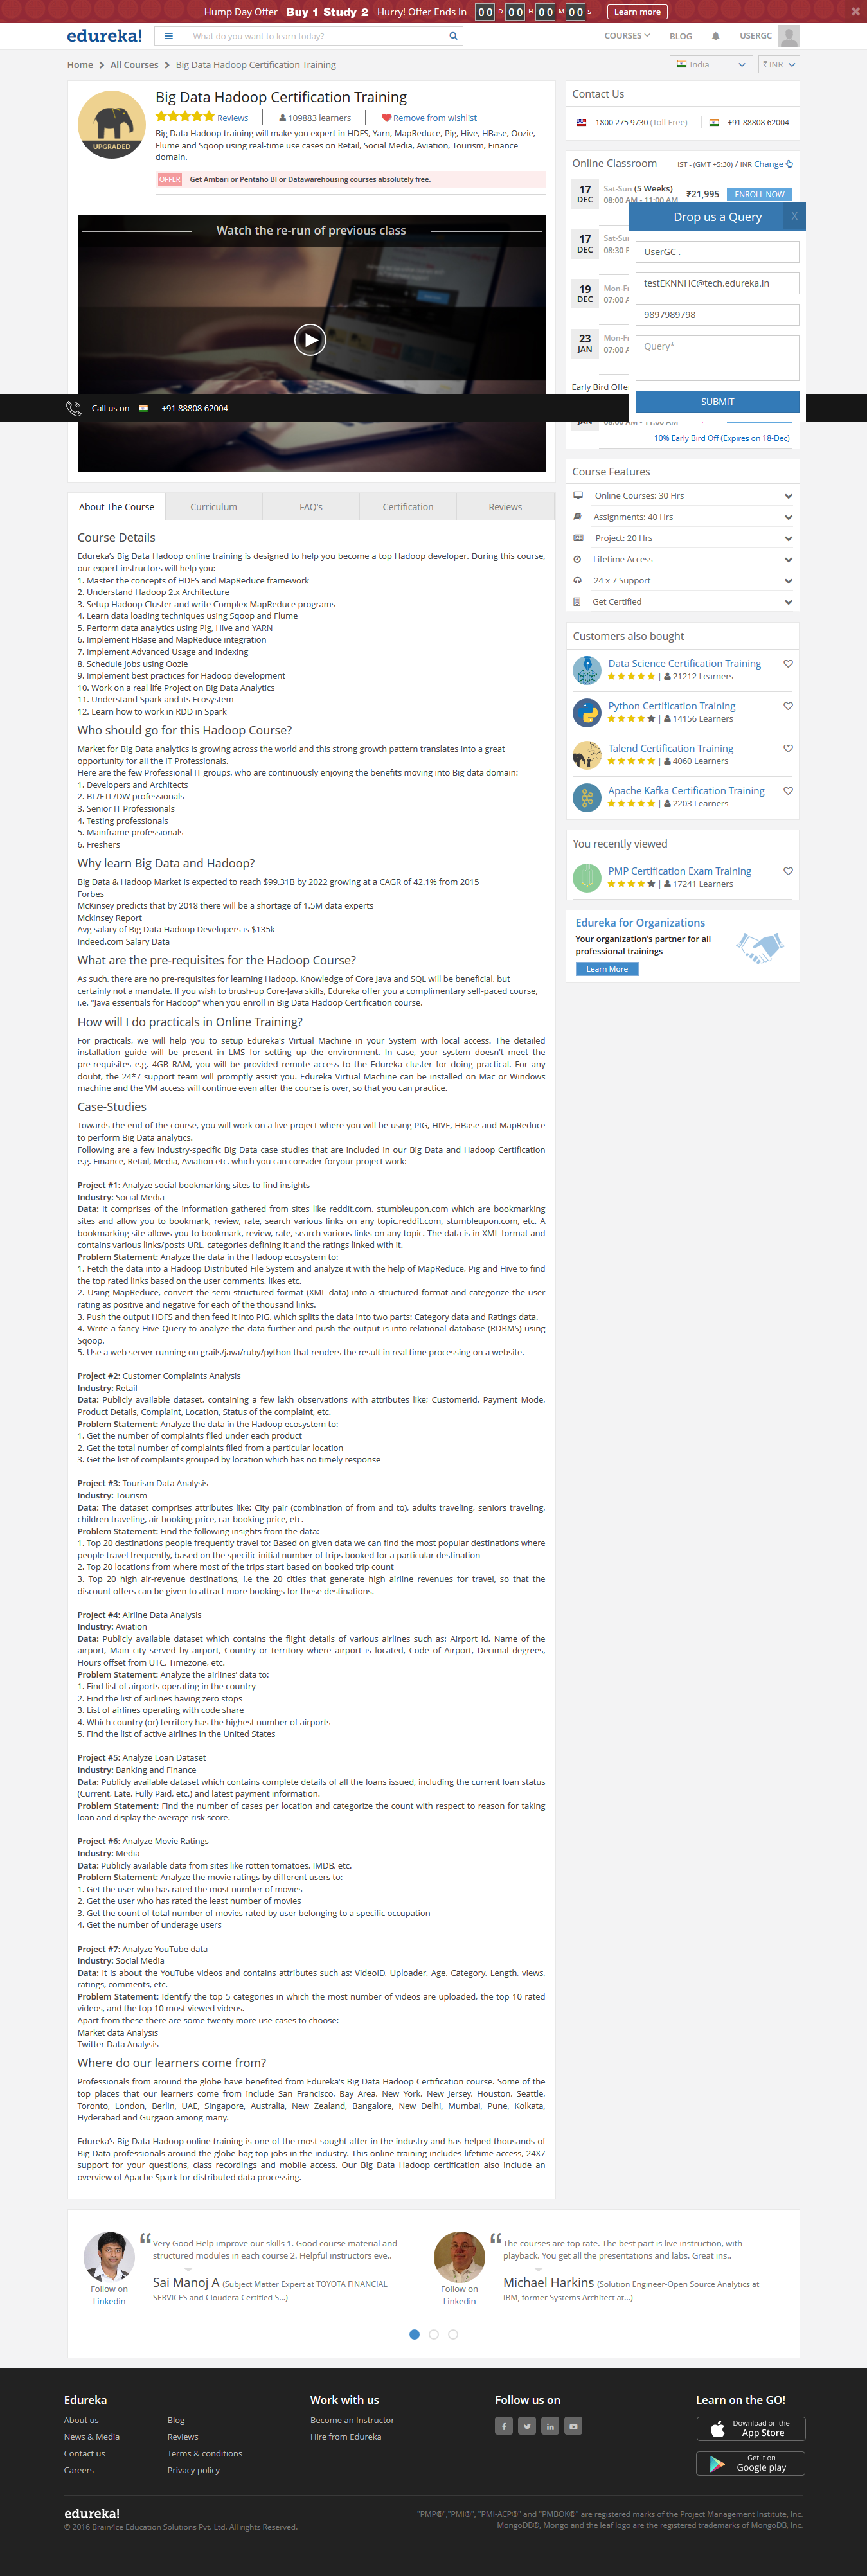 Hump Day Offer Buy 1 Study 2 Hurry! Offer Ends In 00 D 00 H 00 M 00 S Learn more
edureka! What do you want to learn today? COURSES BLOG USERGC
Home > All Courses > Big Data Hadoop Certification Training
India ₹ INR
UPGRADED
Big Data Hadoop Certification Training
Reviews 109883 learners Remove from wishlist
Big Data Hadoop training will make you expert in HDFS, Yarn, MapReduce, Pig, Hive, HBase, Oozie,
Flume and Sqoop using real-time use cases on Retail, Social Media, Aviation, Tourism, Finance
domain.
OFFER Get Ambari or Pentaho BI or Datawarehousing courses absolutely free.
Watch the re-run of previous class
Call us on +91 88808 62004
Contact Us
1800 275 9730 (Toll Free) +91 88808 62004
Online Classroom IST - (GMT +5:30) / INR Change
17 DEC Sat-Sun (5 Weeks) 08:00 AM - 11:00 AM ₹21,995 ENROLL NOW
17 DEC Sat-Sun 08:30 P
19 DEC Mon-Fr 07:00 A
23 JAN Mon-Fr 07:00 A
Early Bird Offer
JAN 08:00 AM - 11:00 AM
10% Early Bird Off (Expires on 18-Dec)
Drop us a Query X
UserGC .
testEKNNHC@tech.edureka.in
9897989798
Query*
SUBMIT
Course Features
Online Courses: 30 Hrs
Assignments: 40 Hrs
Project: 20 Hrs
Lifetime Access
24 x 7 Support
Get Certified
Customers also bought
Data Science Certification Training
| 21212 Learners
Python Certification Training
| 14156 Learners
Talend Certification Training
| 4060 Learners
Apache Kafka Certification Training
| 2203 Learners
You recently viewed
PMP Certification Exam Training
| 17241 Learners
Edureka for Organizations
Your organization's partner for all
professional trainings
Learn More
About The Course Curriculum FAQ's Certification Reviews
Course Details
Edureka's Big Data Hadoop online training is designed to help you become a top Hadoop developer. During this course,
our expert instructors will help you:
1. Master the concepts of HDFS and MapReduce framework
2. Understand Hadoop 2.x Architecture
3. Setup Hadoop Cluster and write Complex MapReduce programs
4. Learn data loading techniques using Sqoop and Flume
5. Perform data analytics using Pig, Hive and YARN
6. Implement HBase and MapReduce integration
7. Implement Advanced Usage and Indexing
8. Schedule jobs using Oozie
9. Implement best practices for Hadoop development
10. Work on a real life Project on Big Data Analytics
11. Understand Spark and its Ecosystem
12. Learn how to work in RDD in Spark
Who should go for this Hadoop Course?
Market for Big Data analytics is growing across the world and this strong growth pattern translates into a great
opportunity for all the IT Professionals.
Here are the few Professional IT groups, who are continuously enjoying the benefits moving into Big data domain:
1. Developers and Architects
2. BI /ETL/DW professionals
3. Senior IT Professionals
4. Testing professionals
5. Mainframe professionals
6. Freshers
Why learn Big Data and Hadoop?
Big Data & Hadoop Market is expected to reach $99.31B by 2022 growing at a CAGR of 42.1% from 2015
Forbes
McKinsey predicts that by 2018 there will be a shortage of 1.5M data experts
Mckinsey Report
Avg salary of Big Data Hadoop Developers is $135k
Indeed.com Salary Data
What are the pre-requisites for the Hadoop Course?
As such, there are no pre-requisites for learning Hadoop. Knowledge of Core Java and SQL will be beneficial, but
certainly not a mandate. If you wish to brush-up Core-Java skills, Edureka offer you a complimentary self-paced course,
i.e. "Java essentials for Hadoop" when you enroll in Big Data Hadoop Certification course.
How will I do practicals in Online Training?
For practicals, we will help you to setup Edureka's Virtual Machine in your System with local access. The detailed
installation guide will be present in LMS for setting up the environment. In case, your system doesn't meet the
pre-requisites e.g. 4GB RAM, you will be provided remote access to the Edureka cluster for doing practical. For any
doubt, the 24*7 support team will promptly assist you. Edureka Virtual Machine can be installed on Mac or Windows
machine and the VM access will continue even after the course is over, so that you can practice.
Case-Studies
Towards the end of the course, you will work on a live project where you will be using PIG, HIVE, HBase and MapReduce
to perform Big Data analytics.
Following are a few industry-specific Big Data case studies that are included in our Big Data and Hadoop Certification
e.g. Finance, Retail, Media, Aviation etc. which you can consider foryour project work:
Project #1: Analyze social bookmarking sites to find insights
Industry: Social Media
Data: It comprises of the information gathered from sites like reddit.com, stumbleupon.com which are bookmarking
sites and allow you to bookmark, review, rate, search various links on any topic.reddit.com, stumbleupon.com, etc. A
bookmarking site allows you to bookmark, review, rate, search various links on any topic. The data is in XML format and
contains various links/posts URL, categories defining it and the ratings linked with it.
Problem Statement: Analyze the data in the Hadoop ecosystem to:
1. Fetch the data into a Hadoop Distributed File System and analyze it with the help of MapReduce, Pig and Hive to find
the top rated links based on the user comments, likes etc.
2. Using MapReduce, convert the semi-structured format (XML data) into a structured format and categorize the user
rating as positive and negative for each of the thousand links.
3. Push the output HDFS and then feed it into PIG, which splits the data into two parts: Category data and Ratings data.
4. Write a fancy Hive Query to analyze the data further and push the output is into relational database (RDBMS) using
Sqoop.
5. Use a web server running on grails/java/ruby/python that renders the result in real time processing on a website.
Project #2: Customer Complaints Analysis
Industry: Retail
Data: Publicly available dataset, containing a few lakh observations with attributes like; CustomerId, Payment Mode,
Product Details, Complaint, Location, Status of the complaint, etc.
Problem Statement: Analyze the data in the Hadoop ecosystem to:
1. Get the number of complaints filed under each product
2. Get the total number of complaints filed from a particular location
3. Get the list of complaints grouped by location which has no timely response
Project #3: Tourism Data Analysis
Industry: Tourism
Data: The dataset comprises attributes like: City pair (combination of from and to), adults traveling, seniors traveling,
children traveling, air booking price, car booking price, etc.
Problem Statement: Find the following insights from the data:
1. Top 20 destinations people frequently travel to: Based on given data we can find the most popular destinations where
people travel frequently, based on the specific initial number of trips booked for a particular destination
2. Top 20 locations from where most of the trips start based on booked trip count
3. Top 20 high air-revenue destinations, i.e the 20 cities that generate high airline revenues for travel, so that the
discount offers can be given to attract more bookings for these destinations.
Project #4: Airline Data Analysis
Industry: Aviation
Data: Publicly available dataset which contains the flight details of various airlines such as: Airport id, Name of the
airport, Main city served by airport, Country or territory where airport is located, Code of Airport, Decimal degrees,
Hours offset from UTC, Timezone, etc.
Problem Statement: Analyze the airlines' data to:
1. Find list of airports operating in the country
2. Find the list of airlines having zero stops
3. List of airlines operating with code share
4. Which country (or) territory has the highest number of airports
5. Find the list of active airlines in the United States
Project #5: Analyze Loan Dataset
Industry: Banking and Finance
Data: Publicly available dataset which contains complete details of all the loans issued, including the current loan status
(Current, Late, Fully Paid, etc.) and latest payment information.
Problem Statement: Find the number of cases per location and categorize the count with respect to reason for taking
loan and display the average risk score.
Project #6: Analyze Movie Ratings
Industry: Media
Data: Publicly available data from sites like rotten tomatoes, IMDB, etc.
Problem Statement: Analyze the movie ratings by different users to:
1. Get the user who has rated the most number of movies
2. Get the user who has rated the least number of movies
3. Get the count of total number of movies rated by user belonging to a specific occupation
4. Get the number of underage users
Project #7: Analyze YouTube data
Industry: Social Media
Data: It is about the YouTube videos and contains attributes such as: VideoID, Uploader, Age, Category, Length, views,
ratings, comments, etc.
Problem Statement: Identify the top 5 categories in which the most number of videos are uploaded, the top 10 rated
videos, and the top 10 most viewed videos.
Apart from these there are some twenty more use-cases to choose:
Market data Analysis
Twitter Data Analysis
Where do our learners come from?
Professionals from around the globe have benefited from Edureka's Big Data Hadoop Certification course. Some of the
top places that our learners come from include San Francisco, Bay Area, New York, New Jersey, Houston, Seattle,
Toronto, London, Berlin, UAE, Singapore, Australia, New Zealand, Bangalore, New Delhi, Mumbai, Pune, Kolkata,
Hyderabad and Gurgaon among many.
Edureka's Big Data Hadoop online training is one of the most sought after in the industry and has helped thousands of
Big Data professionals around the globe bag top jobs in the industry. This online training includes lifetime access, 24X7
support for your questions, class recordings and mobile access. Our Big Data Hadoop certification also include an
overview of Apache Spark for distributed data processing.
Very Good Help improve our skills 1. Good course material and
structured modules in each course 2. Helpful instructors eve..
Sai Manoj A (Subject Matter Expert at TOYOTA FINANCIAL
SERVICES and Cloudera Certified S...)
Follow on
Linkedin
The courses are top rate. The best part is live instruction, with
playback. You get all the presentations and labs. Great ins..
Michael Harkins (Solution Engineer-Open Source Analytics at
IBM, former Systems Architect at...)
Follow on
Linkedin
Edureka
About us Blog
News & Media Reviews
Contact us Terms & conditions
Careers Privacy policy
Work with us
Become an Instructor
Hire from Edureka
Follow us on
Learn on the GO!
Download on the
App Store
Get it on
Google play
edureka!
© 2016 Brain4ce Education Solutions Pvt. Ltd. All rights Reserved.
"PMP®","PMI®", "PMI-ACP®" and "PMBOK®" are registered marks of the Project Management Institute, Inc.
MongoDB®, Mongo and the leaf logo are the registered trademarks of MongoDB, Inc.